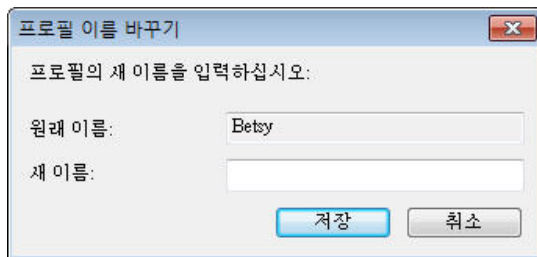 프로필 이름 바꾸기
프로필의 새 이름을 입력하십시오:
원래 이름: Betsy
새 이름:
저장 취소